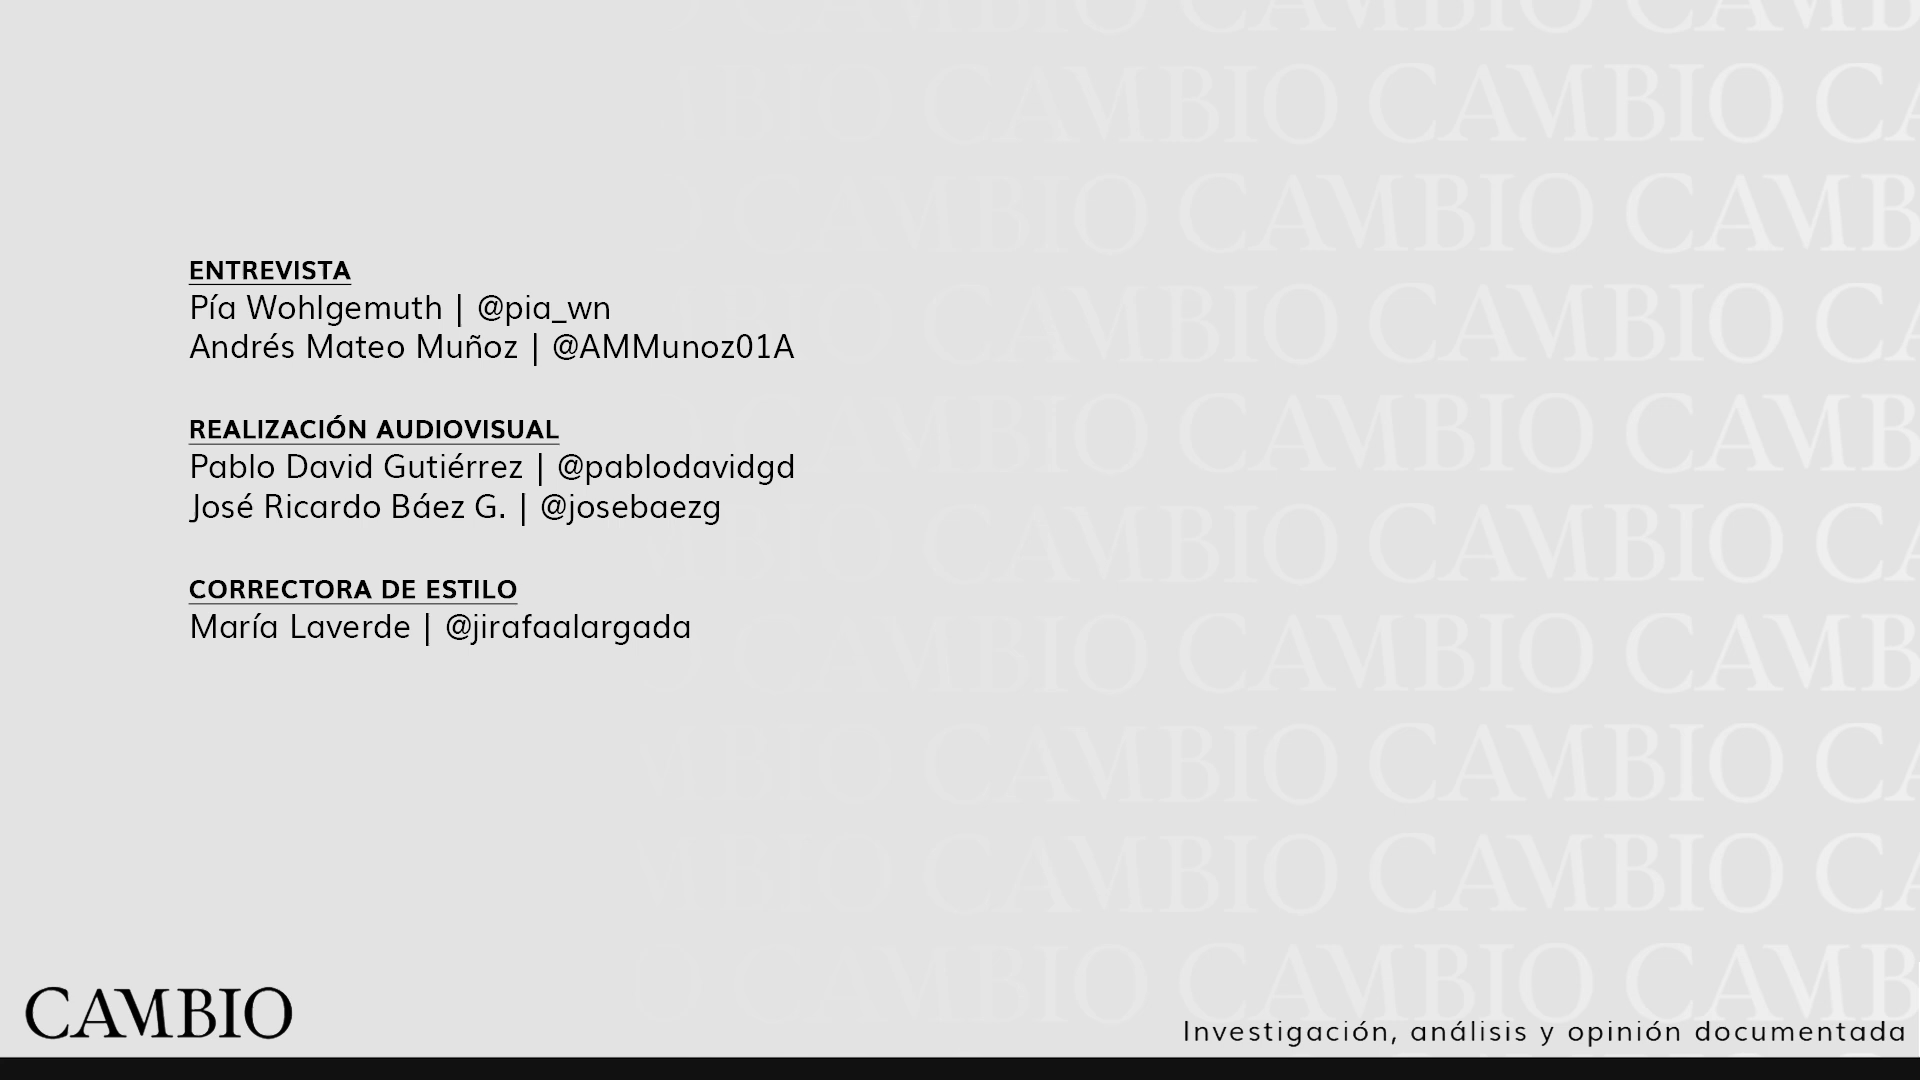 ENTREVISTA
Pía Wohlgemuth | @pia_wn
Andrés Mateo Muñoz | @AMMunoz01A
REALIZACIÓN AUDIOVISUAL
Pablo David Gutiérrez | @pablodavidgd
José Ricardo Báez G. | @josebaezg
CORRECTORA DE ESTILO
María Laverde | @jirafaalargada
CAMBIO
Investigación, análisis y opinión documentada